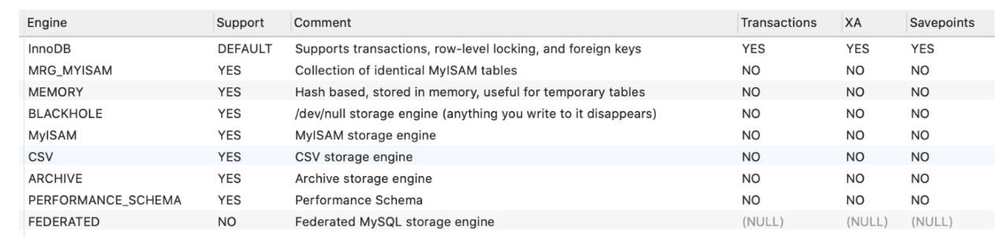 Engine Support Comment Transactions XA Savepoints
InnoDB DEFAULT Supports transactions, row-level locking, and foreign keys YES YES YES
MRG_MYISAM YES Collection of identical MyISAM tables NO NO NO
MEMORY YES Hash based, stored in memory, useful for temporary tables NO NO NO
BLACKHOLE YES /dev/null storage engine (anything you write to it disappears) NO NO NO
MyISAM YES MyISAM storage engine NO NO NO
CSV YES CSV storage engine NO NO NO
ARCHIVE YES Archive storage engine NO NO NO
PERFORMANCE_SCHEMA YES Performance Schema NO NO NO
FEDERATED NO Federated MySQL storage engine (NULL) (NULL) (NULL)